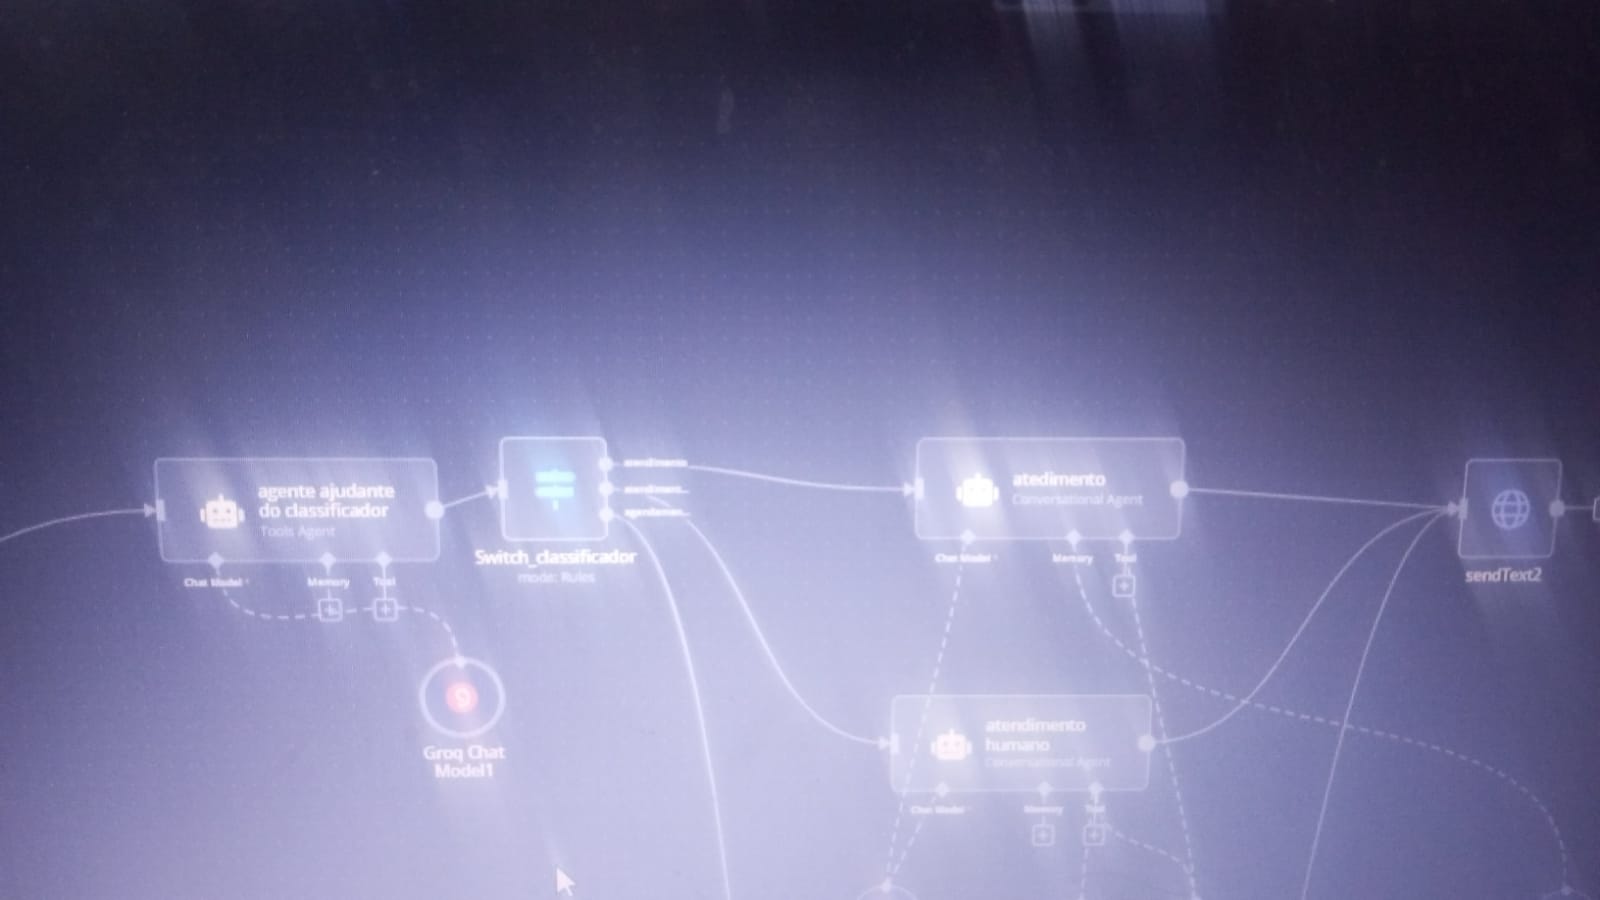 agente ajudante
do classificador
Tools Agent
Chat Model *
Memory
Tool
Groq Chat
Model1
Switch_classificador
mode: Rules
atendimento
atendiment...
agendamen...
atedimento
Conversational Agent
Chat Model *
Memory
Tool
atendimento
humano
Conversational Agent
Chat Model *
Memory
Tool
sendText2